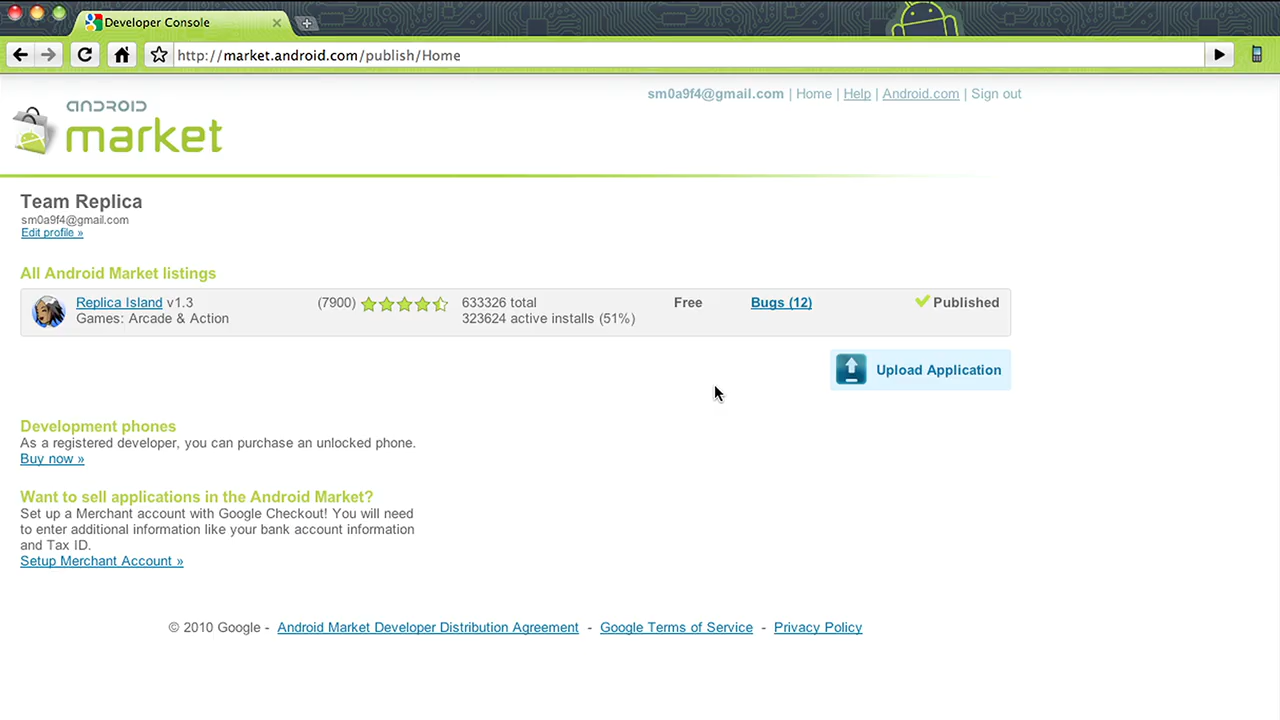 Developer Console
http://market.android.com/publish/Home
sm0a9f4@gmail.com | Home | Help | Android.com | Sign out
ANDROID
market
Team Replica
sm0a9f4@gmail.com
Edit profile »
All Android Market listings
Replica Island v1.3 (7900) 633326 total Free Bugs (12) Published
Games: Arcade & Action 323624 active installs (51%)
Upload Application
Development phones
As a registered developer, you can purchase an unlocked phone.
Buy now »
Want to sell applications in the Android Market?
Set up a Merchant account with Google Checkout! You will need
to enter additional information like your bank account information
and Tax ID.
Setup Merchant Account »
© 2010 Google - Android Market Developer Distribution Agreement - Google Terms of Service - Privacy Policy